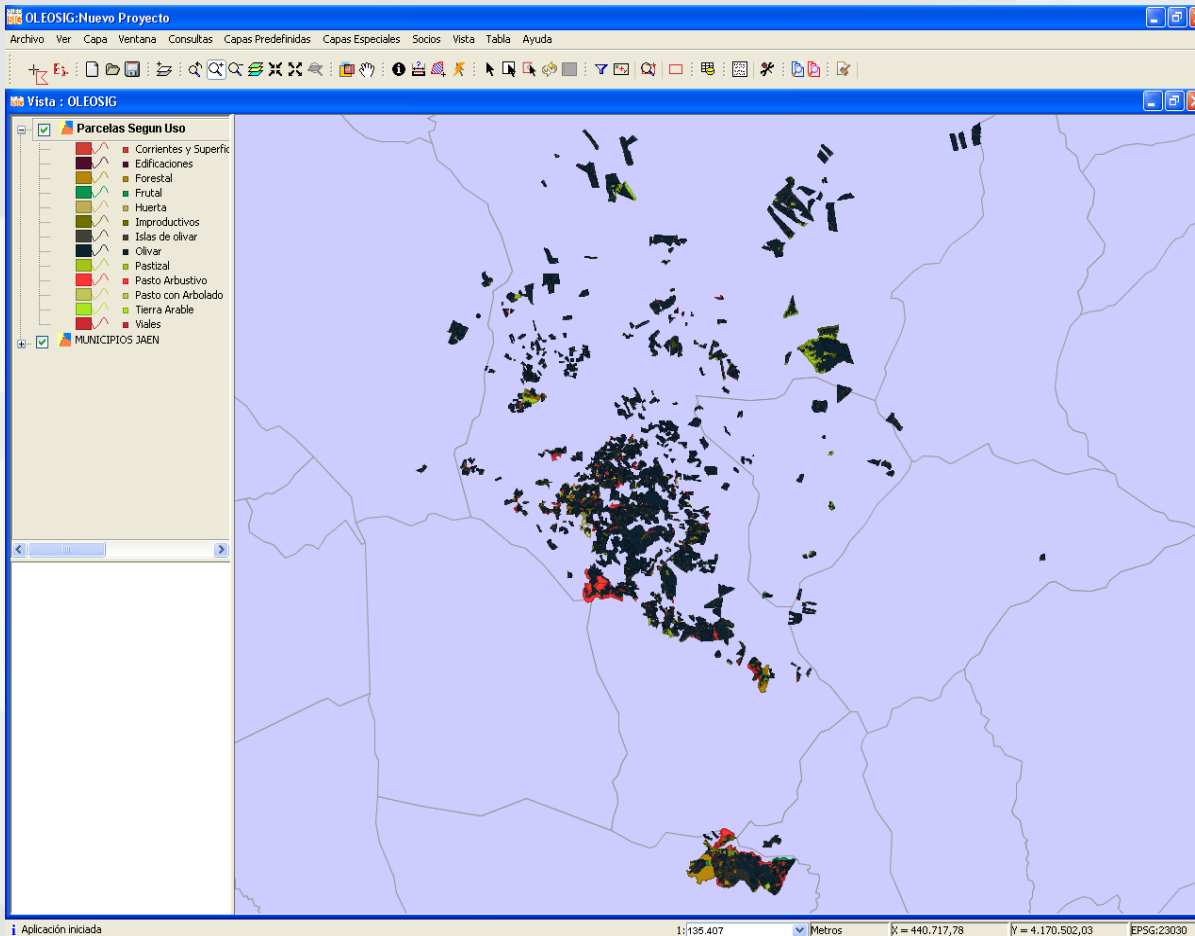 OLEOSIG:Nuevo Proyecto
Archivo Ver Capa Ventana Consultas Capas Predefinidas Capas Especiales Socios Vista Tabla Ayuda
Vista : OLEOSIG
Parcelas Segun Uso
Corrientes y Superfic
Edificaciones
Forestal
Frutal
Huerta
Improductivos
Islas de olivar
Olivar
Pastizal
Pasto Arbustivo
Pasto con Arbolado
Tierra Arable
Viales
MUNICIPIOS JAEN
Aplicación iniciada 1:135.407 Metros X = 440.717,78 Y = 4.170.502,03 EPSG:23030